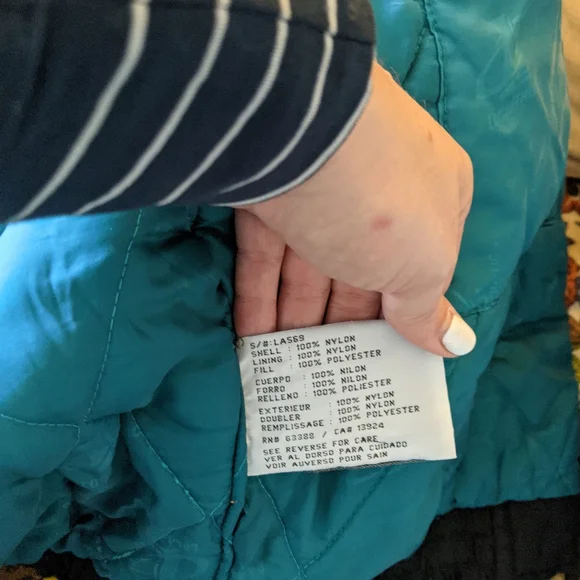 S/#:LA569
SHELL : 100% NYLON
LINING : 100% NYLON
FILL : 100% POLYESTER
CUERPO : 100% NILON
FORRO : 100% NILON
RELLENO : 100% POLIESTER
EXTERIEUR : 100% NYLON
DOUBLER : 100% NYLON
REMPLISSAGE : 100% POLYESTER
RN# 63388 / CA# 13924
SEE REVERSE FOR CARE
VER AL DORSO PARA CUIDADO
VOIR AUVERSO POUR SAIN